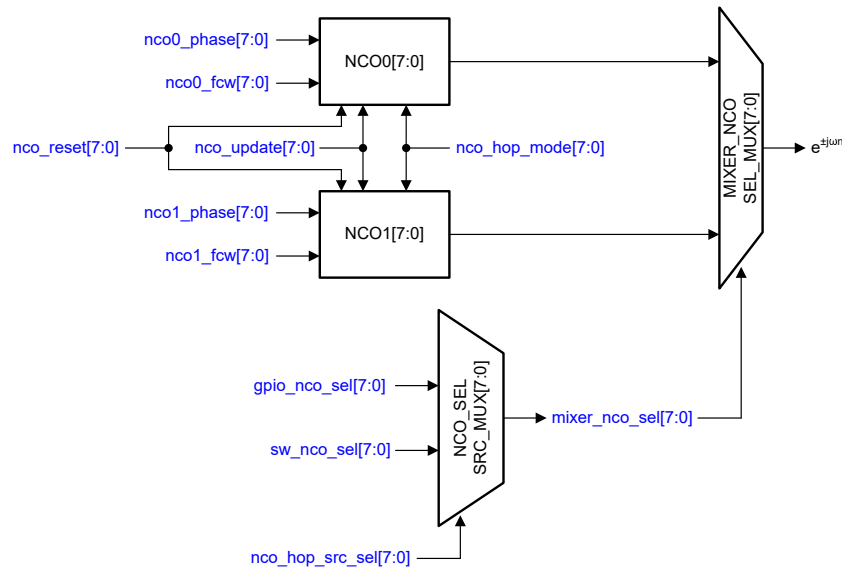 nco0_phase[7:0]
nco0_fcw[7:0]
NCO0[7:0]
nco_reset[7:0]
nco_update[7:0]
nco_hop_mode[7:0]
nco1_phase[7:0]
nco1_fcw[7:0]
NCO1[7:0]
MIXER_NCO
SEL_MUX[7:0]
e±jωn
gpio_nco_sel[7:0]
sw_nco_sel[7:0]
NCO_SEL
SRC_MUX[7:0]
mixer_nco_sel[7:0]
nco_hop_src_sel[7:0]